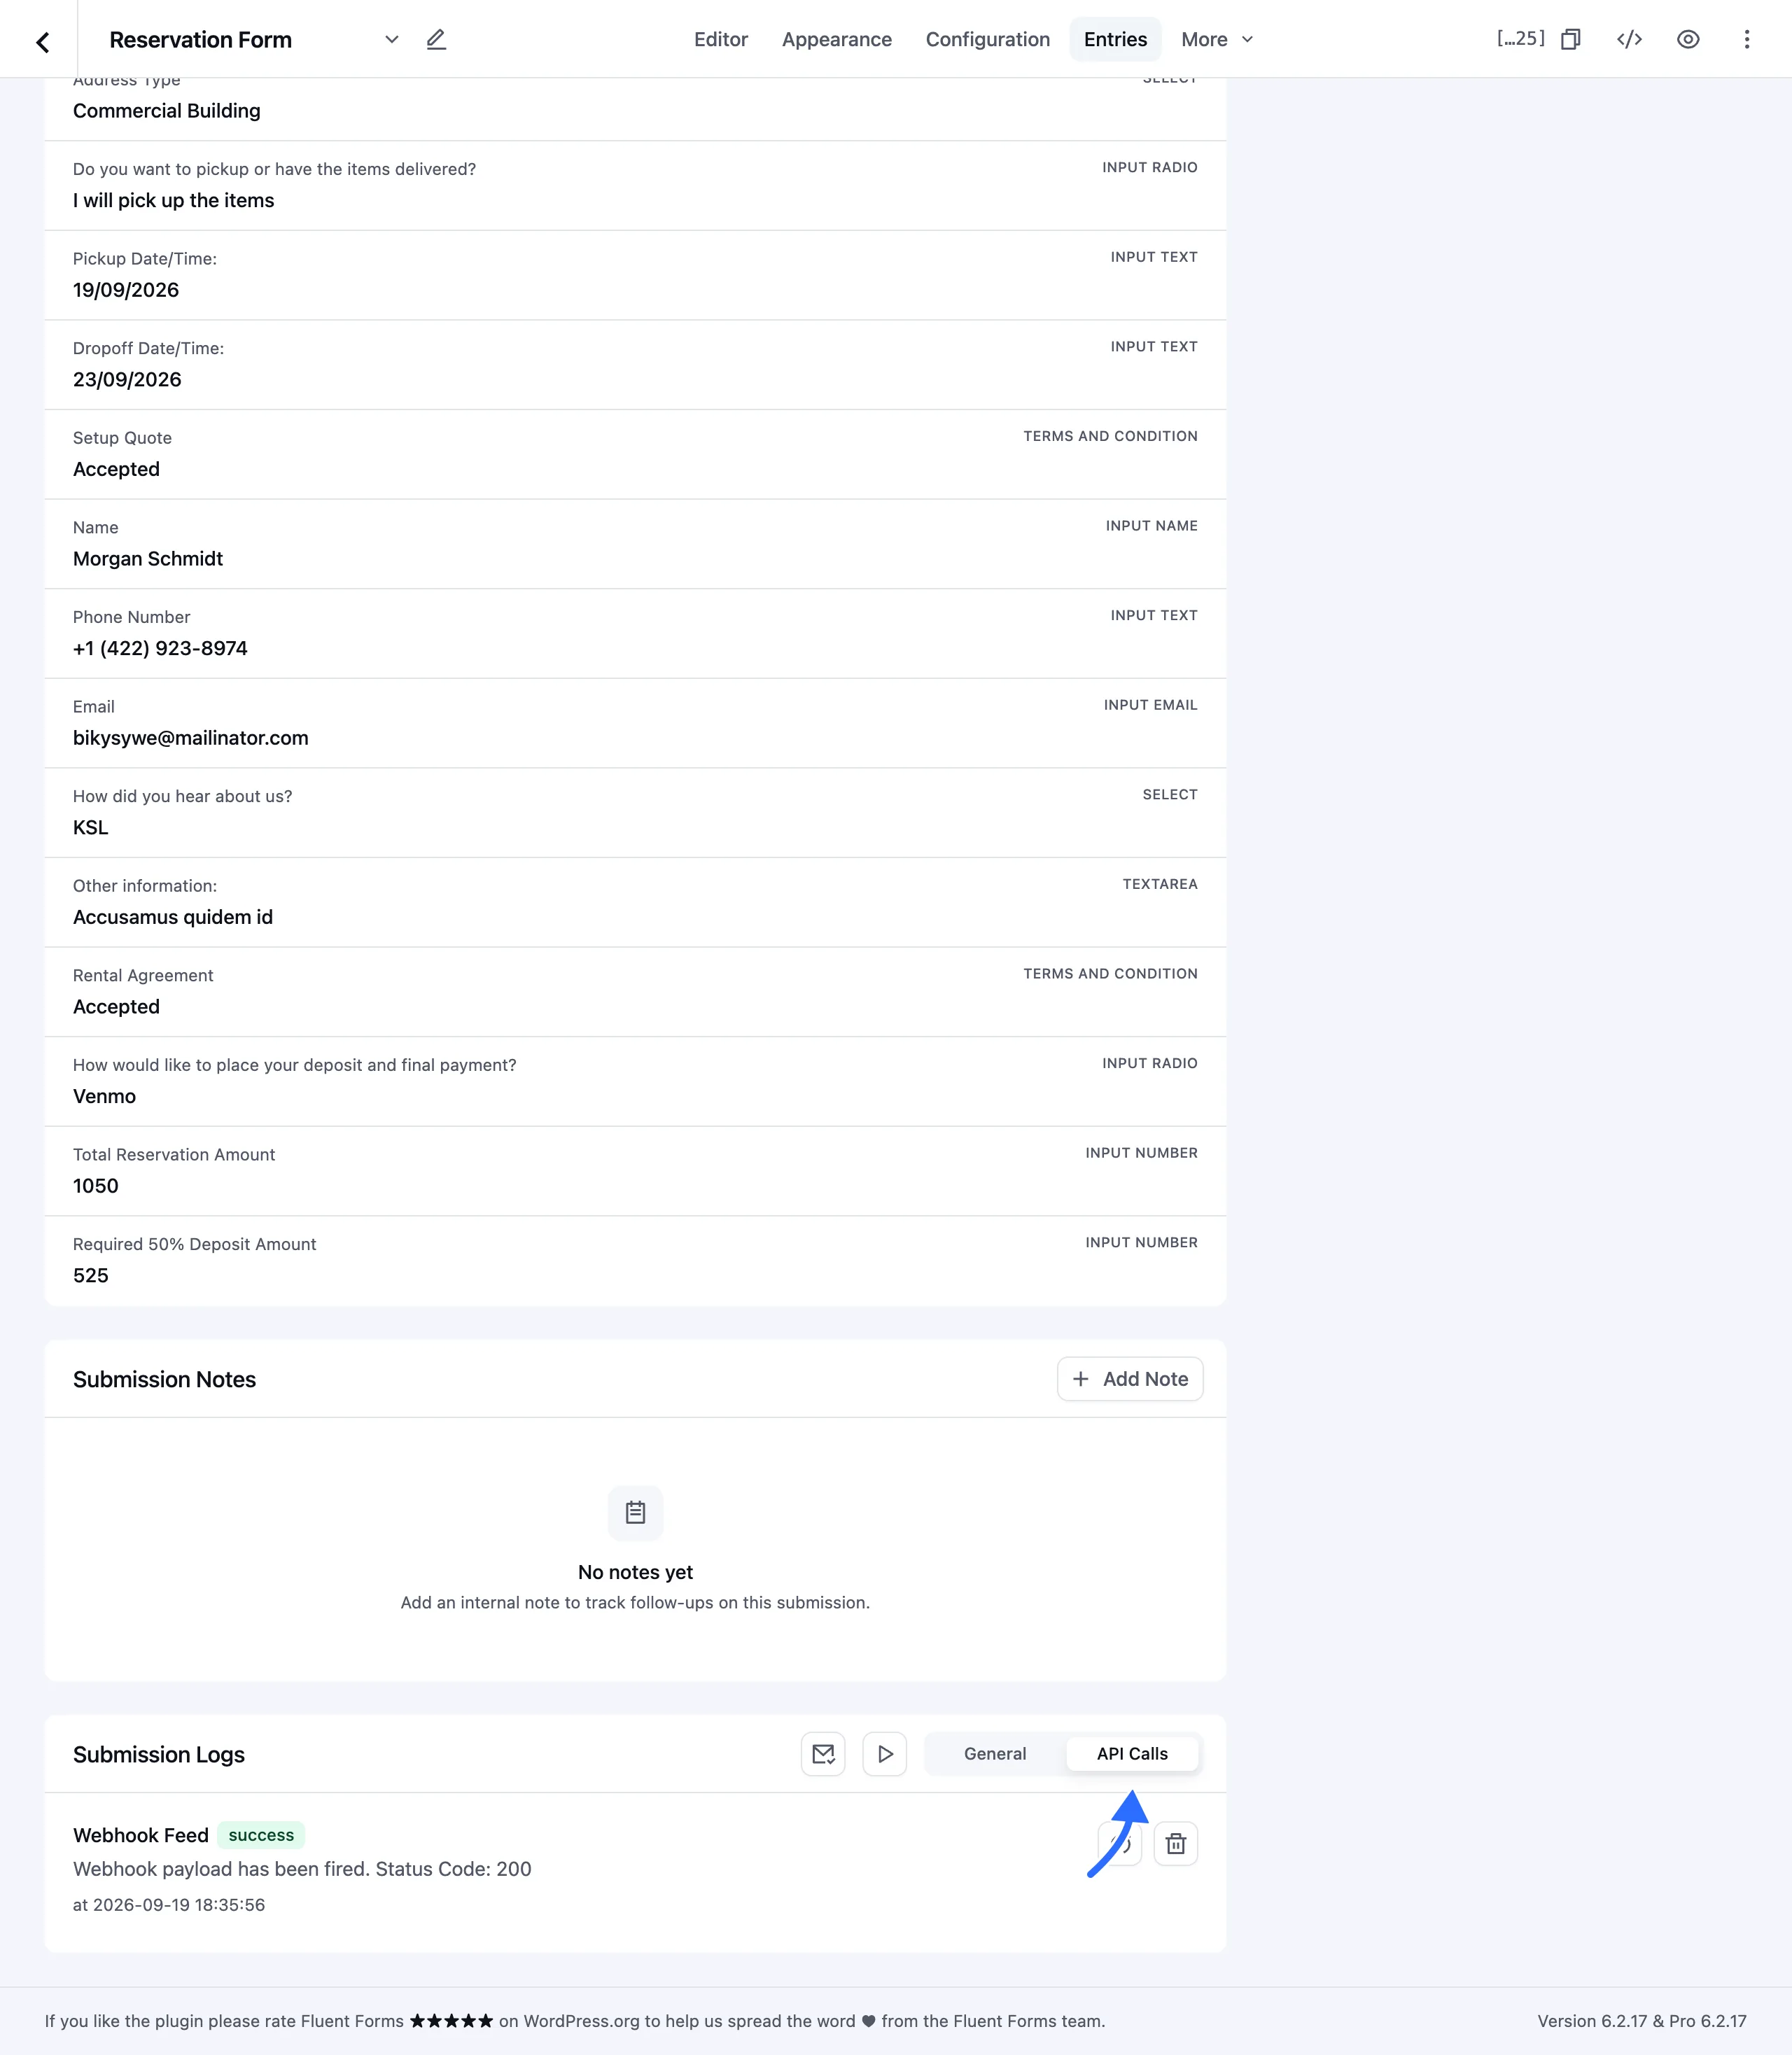 Reservation Form
Editor
Appearance
Configuration
Entries
More
[…25]
Address Type
SELECT
Commercial Building
Do you want to pickup or have the items delivered?
INPUT RADIO
I will pick up the items
Pickup Date/Time:
INPUT TEXT
19/09/2026
Dropoff Date/Time:
INPUT TEXT
23/09/2026
Setup Quote
TERMS AND CONDITION
Accepted
Name
INPUT NAME
Morgan Schmidt
Phone Number
INPUT TEXT
+1 (422) 923-8974
Email
INPUT EMAIL
bikysywe@mailinator.com
How did you hear about us?
SELECT
KSL
Other information:
TEXTAREA
Accusamus quidem id
Rental Agreement
TERMS AND CONDITION
Accepted
How would like to place your deposit and final payment?
INPUT RADIO
Venmo
Total Reservation Amount
INPUT NUMBER
1050
Required 50% Deposit Amount
INPUT NUMBER
525
Submission Notes
+ Add Note
No notes yet
Add an internal note to track follow-ups on this submission.
Submission Logs
General
API Calls
Webhook Feed success
Webhook payload has been fired. Status Code: 200
at 2026-09-19 18:35:56
If you like the plugin please rate Fluent Forms ★★★★★ on WordPress.org to help us spread the word ♥ from the Fluent Forms team.
Version 6.2.17 & Pro 6.2.17